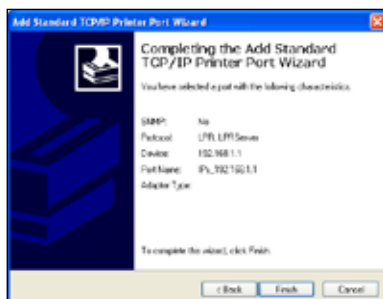 Add Standard TCP/IP Printer Port Wizard
Completing the Add Standard
TCP/IP Printer Port Wizard
You have selected a port with the following characteristics.
SNMP: No
Protocol: LPR, LPR Server
Device: 192.168.1.1
Port Name: IPs_192.168.1.1
Adapter Type:
To complete this wizard, click Finish.
< Back Finish Cancel